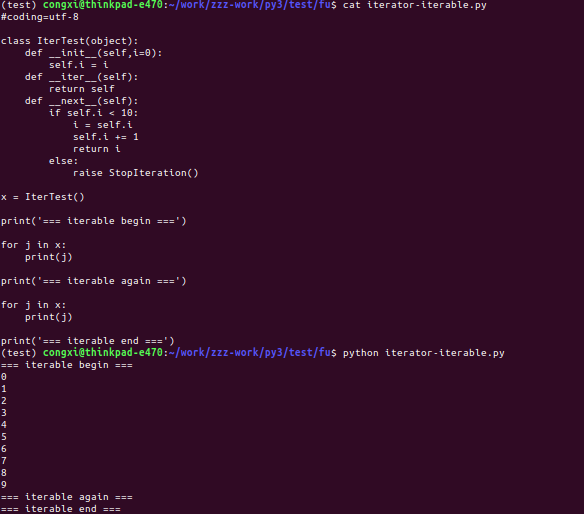 (test) congxi@thinkpad-e470:~/work/zzz-work/py3/test/fu$ cat iterator-iterable.py
#coding=utf-8

class IterTest(object):
    def __init__(self,i=0):
        self.i = i
    def __iter__(self):
        return self
    def __next__(self):
        if self.i < 10:
            i = self.i
            self.i += 1
            return i
        else:
            raise StopIteration()

x = IterTest()

print('=== iterable begin ===')

for j in x:
    print(j)

print('=== iterable again ===')

for j in x:
    print(j)

print('=== iterable end ===')
(test) congxi@thinkpad-e470:~/work/zzz-work/py3/test/fu$ python iterator-iterable.py
=== iterable begin ===
0
1
2
3
4
5
6
7
8
9
=== iterable again ===
=== iterable end ===